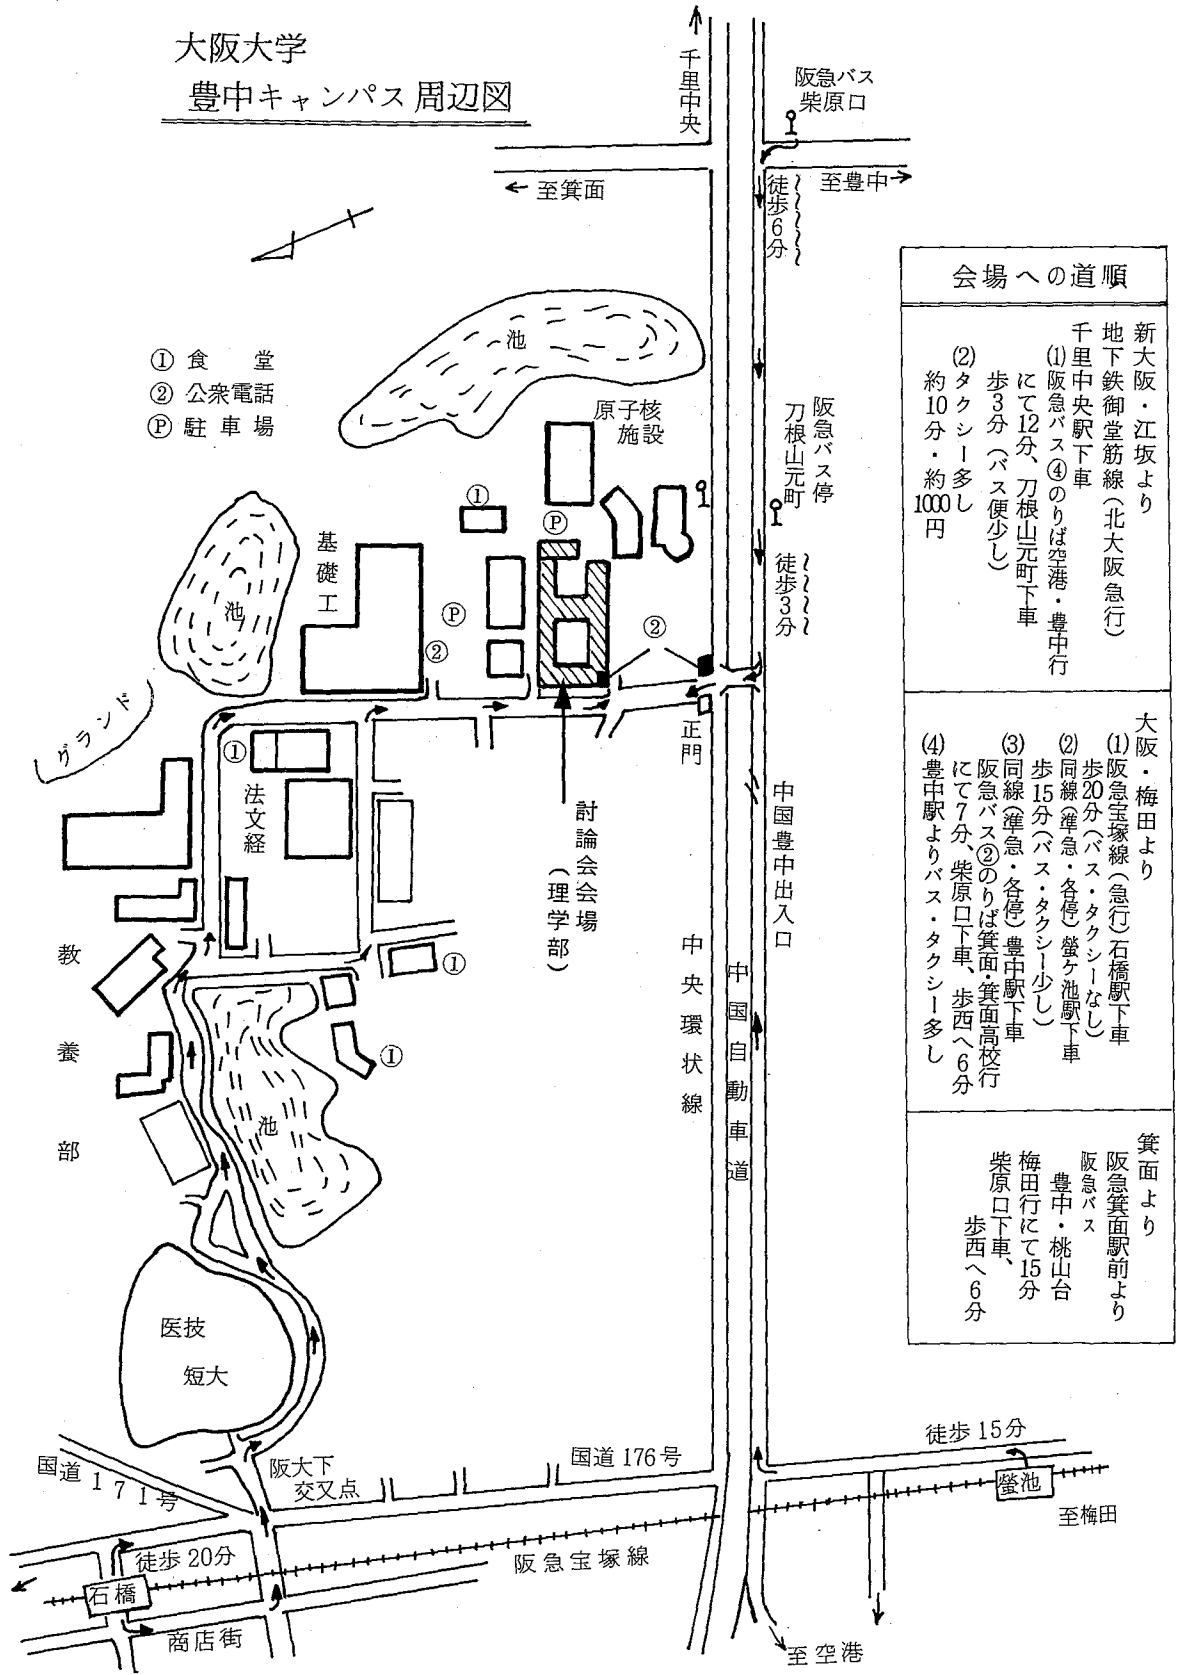 大阪大学
豊中キャンパス周辺図
千里中央
阪急バス
柴原口
至箕面
至豊中
徒歩6分
① 食堂
② 公衆電話
Ⓟ 駐車場
池
原子核
施設
阪急バス停
刀根山元町
①
Ⓟ
基礎工
池
Ⓟ
②
②
徒歩3分
グランド
正門
①
法文経
討論会会場
(理学部)
中国豊中出入口
①
教養部
中央環状線
中国自動車道
①
池
医技
短大
国道171号
阪大下
交又点
国道176号
徒歩15分
螢池
至梅田
徒歩20分
石橋
阪急宝塚線
商店街
至空港
会場への道順
新大阪・江坂より
地下鉄御堂筋線(北大阪急行)
千里中央駅下車
(1)阪急バス④のりば空港・豊中行
にて12分、刀根山元町下車
歩3分(バス便少し)
(2)タクシー多し
約10分・約1000円
大阪・梅田より
(1)阪急宝塚線(急行)石橋駅下車
歩20分(バス・タクシーなし)
(2)同線(準急・各停)螢ケ池駅下車
歩15分(バス・タクシー少し)
(3)同線(準急・各停)豊中駅下車
阪急バス②のりば箕面・箕面高校行
にて7分、柴原口下車、歩西へ6分
(4)豊中駅よりバス・タクシー多し
箕面より
阪急箕面駅前より
阪急バス
豊中・桃山台
梅田行にて15分
柴原口下車、
歩西へ6分